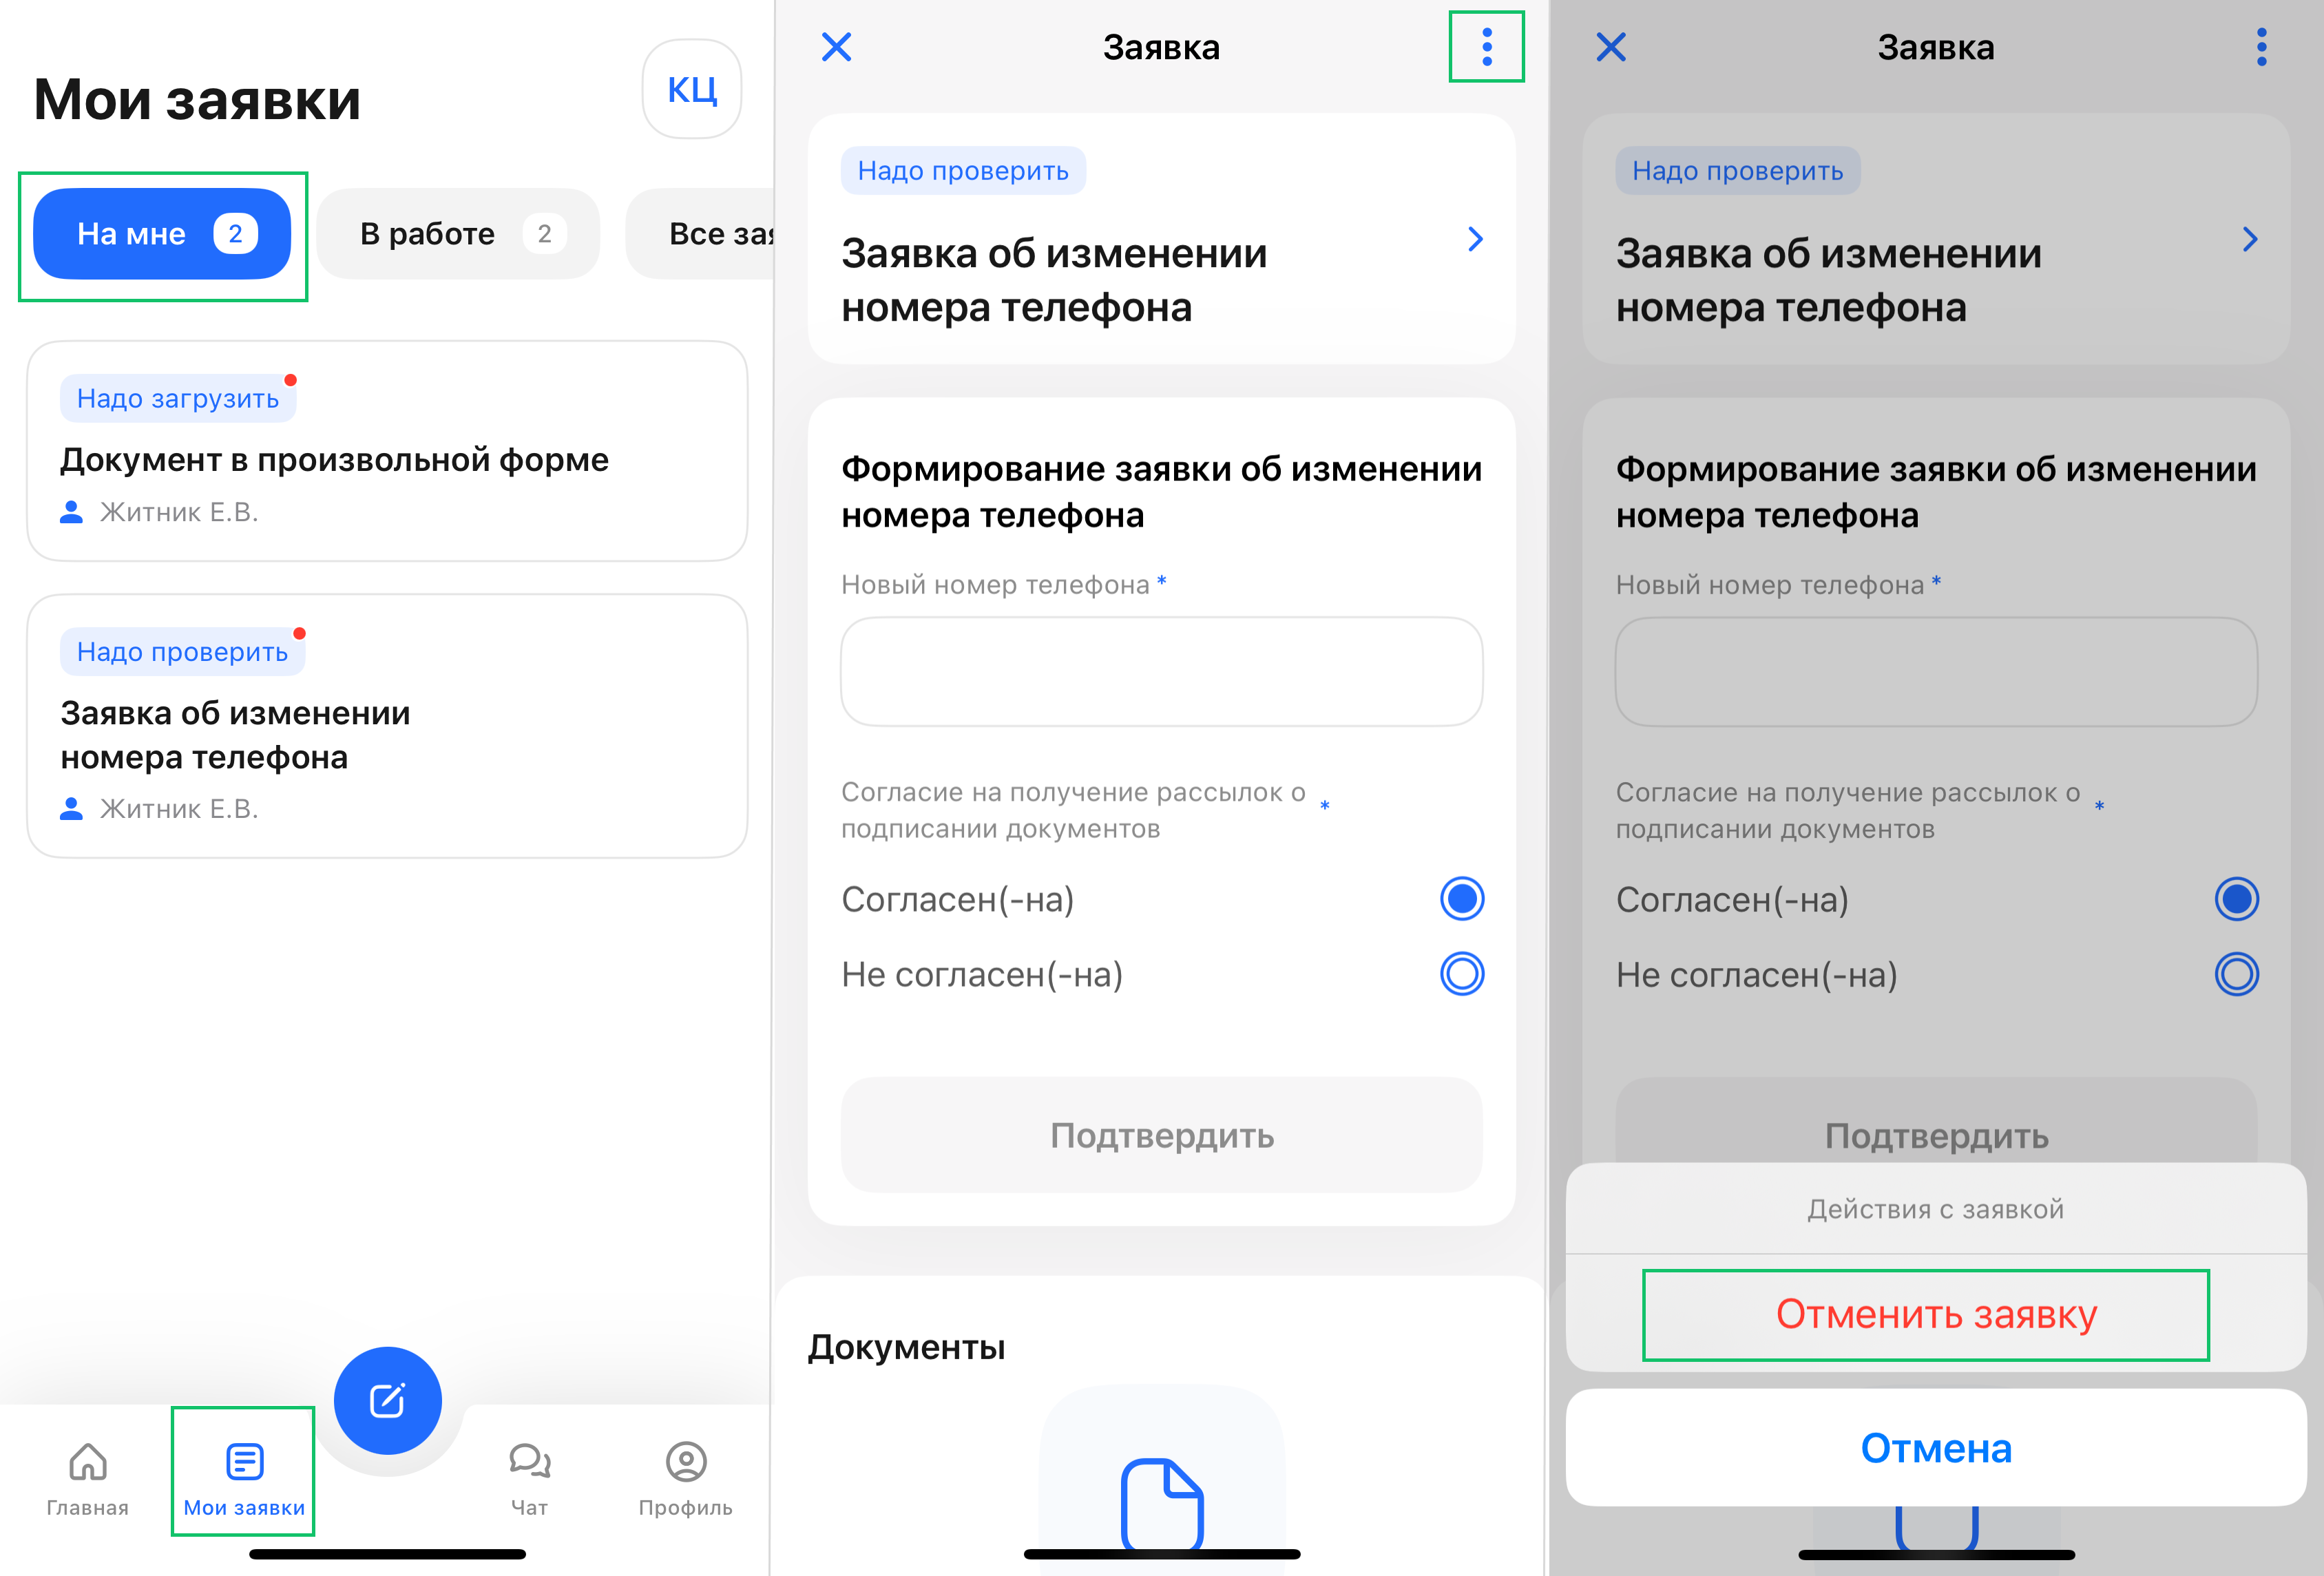 Мои заявки
КЦ
На мне 2
В работе 2
Все зая
Надо загрузить
Документ в произвольной форме
Житник Е.В.
Надо проверить
Заявка об изменении
номера телефона
Житник Е.В.
Главная
Мои заявки
Чат
Профиль
Заявка
Надо проверить
Заявка об изменении
номера телефона
Формирование заявки об изменении
номера телефона
Новый номер телефона *
Согласие на получение рассылок о
подписании документов *
Согласен(-на)
Не согласен(-на)
Подтвердить
Документы
Заявка
Надо проверить
Заявка об изменении
номера телефона
Формирование заявки об изменении
номера телефона
Новый номер телефона *
Согласие на получение рассылок о
подписании документов *
Согласен(-на)
Не согласен(-на)
Подтвердить
Действия с заявкой
Отменить заявку
Отмена